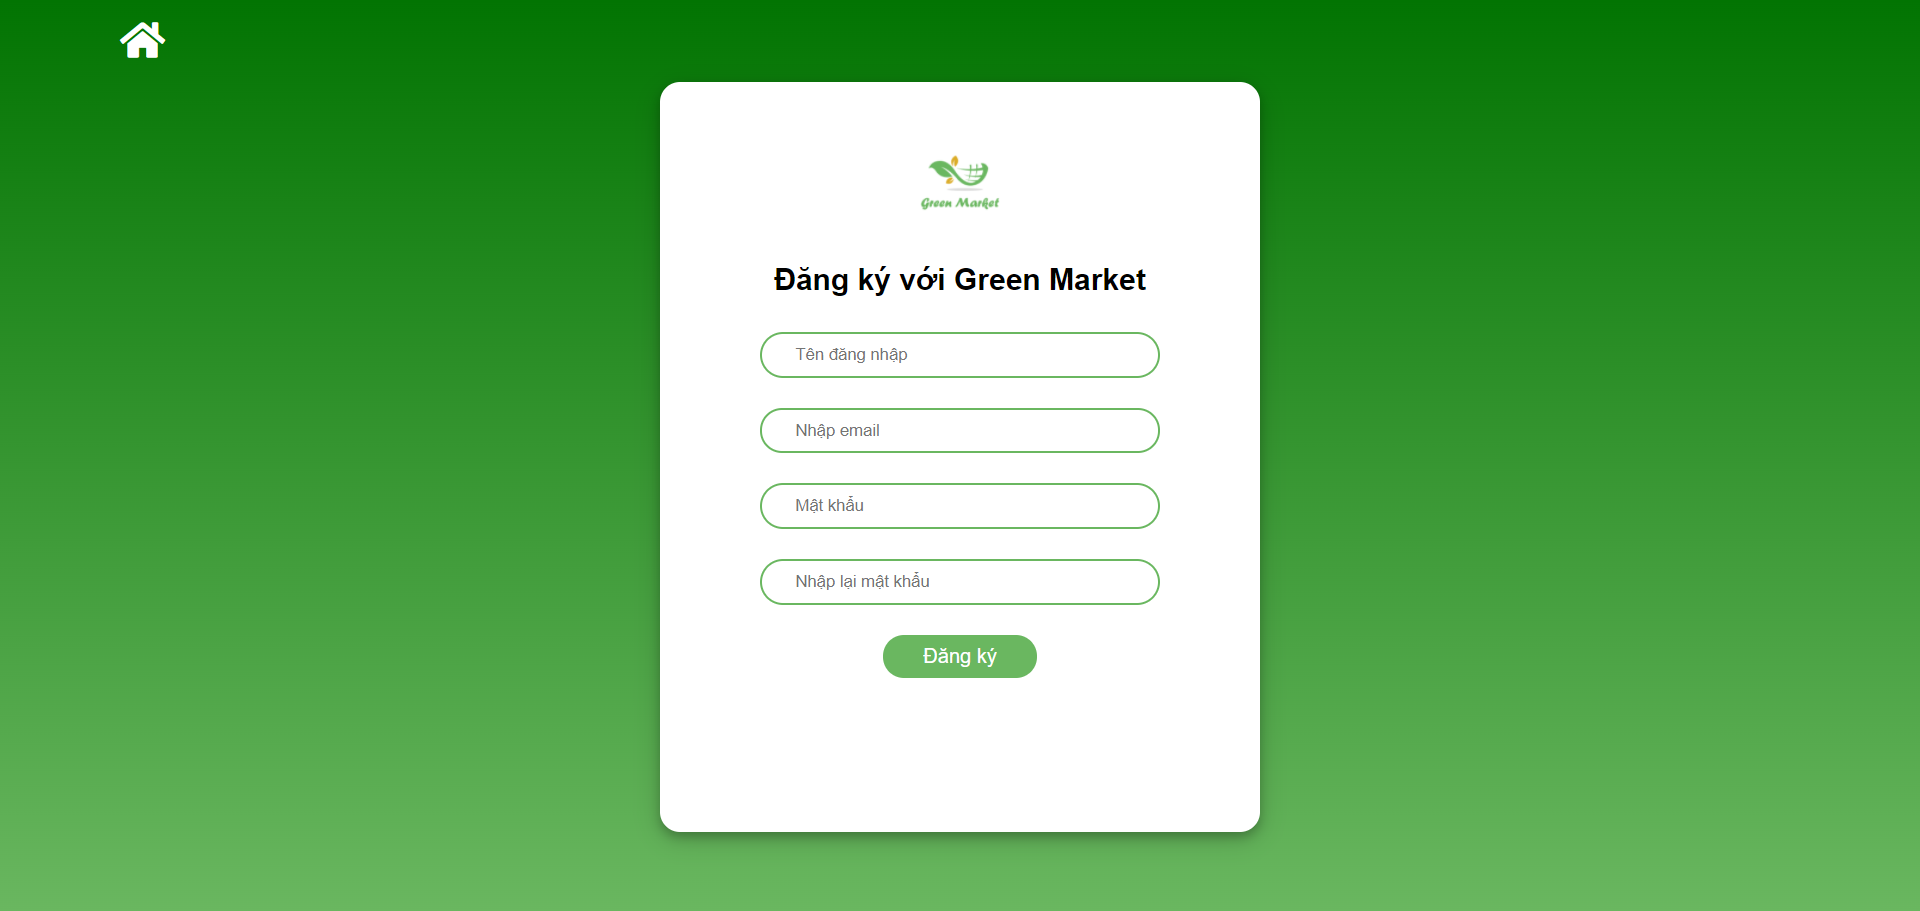 Green Market
Đăng ký với Green Market
Tên đăng nhập
Nhập email
Mật khẩu
Nhập lại mật khẩu
Đăng ký